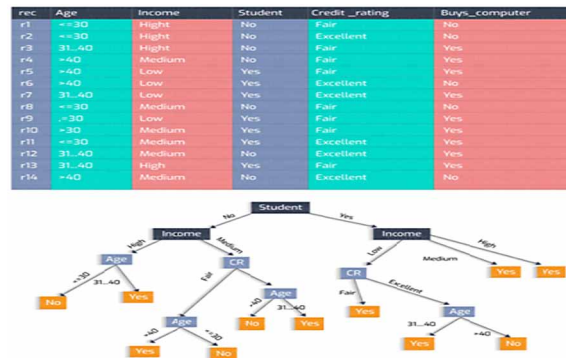 rec Age Income Student Credit _rating Buys_computer
r1 <=30 Hight No Fair No
r2 <=30 Hight No Excellent No
r3 31...40 Hight No Fair Yes
r4 >40 Medium No Fair Yes
r5 >40 Low Yes Fair Yes
r6 >40 Low Yes Excellent No
r7 31...40 Low Yes Excellent Yes
r8 <=30 Medium No Fair No
r9 ,=30 Low Yes Fair Yes
r10 >30 Medium Yes Fair Yes
r11 <=30 Medium Yes Excellent Yes
r12 31...40 Medium No Excellent Yes
r13 31...40 High Yes Fair Yes
r14 >40 Medium No Excellent No
Student
No Yes
Income Income
High Medium Low Medium High
Age CR CR Yes Yes
<=30 31...40 Fair Fair Excellent
No Yes Age Yes Age
>40 31...40
Age No Yes 31...40 >40
>40 <=30 Yes No
Yes No